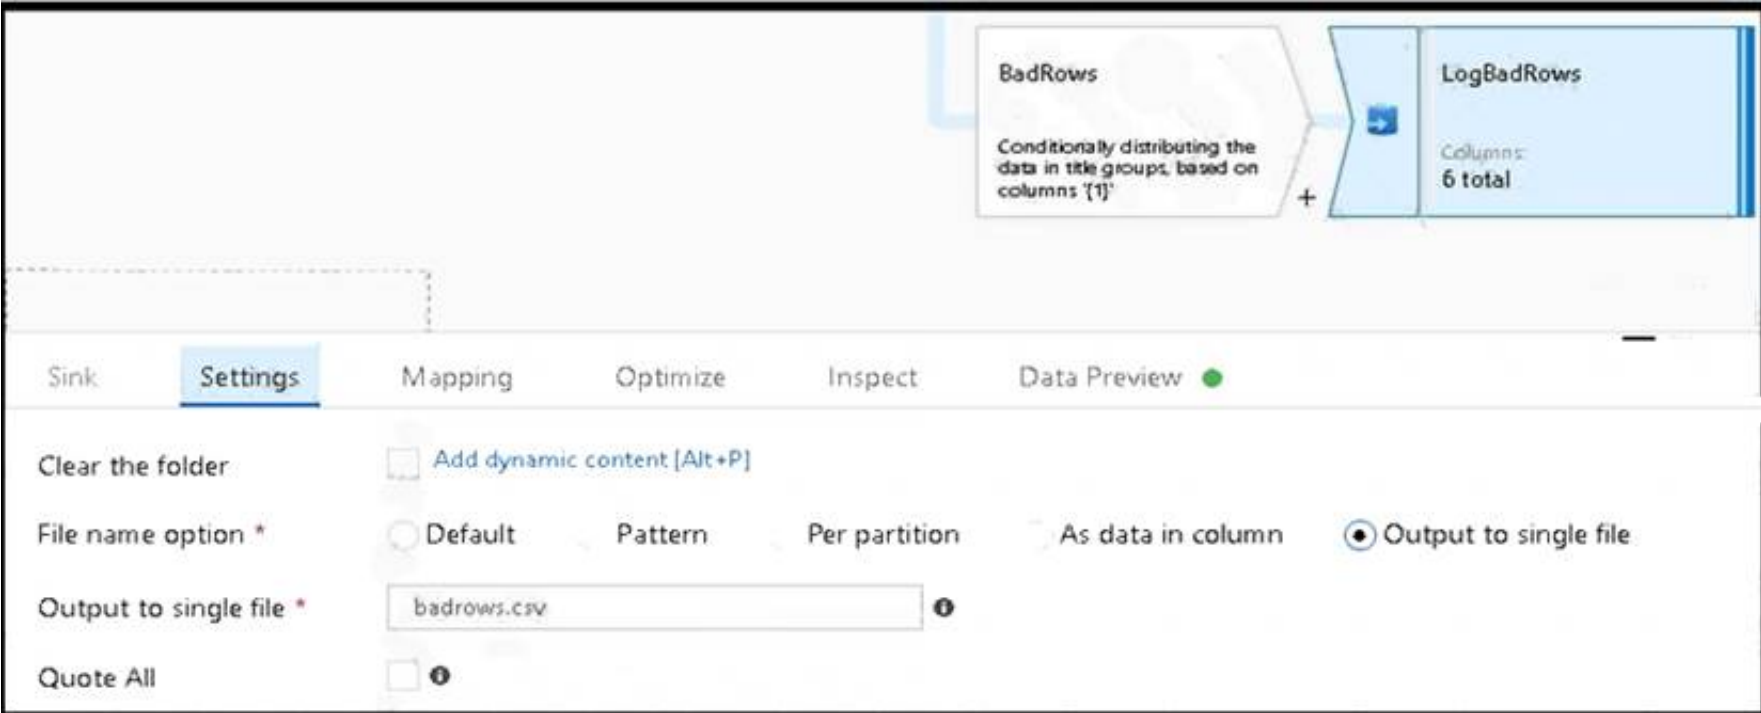 BadRows
Conditionally distributing the
data in title groups, based on
columns '{1}'
+
LogBadRows
Columns:
6 total
Sink Settings Mapping Optimize Inspect Data Preview
Clear the folder Add dynamic content [Alt+P]
File name option * Default Pattern Per partition As data in column Output to single file
Output to single file * badrows.csv
Quote All